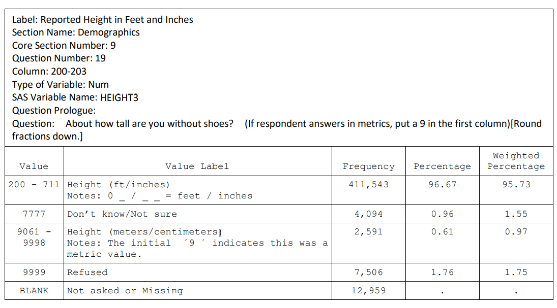 Label: Reported Height in Feet and Inches
Section Name: Demographics
Core Section Number: 9
Question Number: 19
Column: 200-203
Type of Variable: Num
SAS Variable Name: HEIGHT3
Question Prologue:
Question: About how tall are you without shoes? (If respondent answers in metrics, put a 9 in the first column)[Round
fractions down.]
Value Value Label Frequency Percentage Weighted
Percentage
200 - 711 Height (ft/inches) 411,543 96.67 95.73
Notes: 0 _ / _ _ = feet / inches
7777 Don't know/Not sure 4,094 0.96 1.55
9061 - Height (meters/centimeters) 2,591 0.61 0.97
9998 Notes: The initial ´9 ´ indicates this was a
metric value.
9999 Refused 7,506 1.76 1.75
BLANK Not asked or Missing 12,959 . .